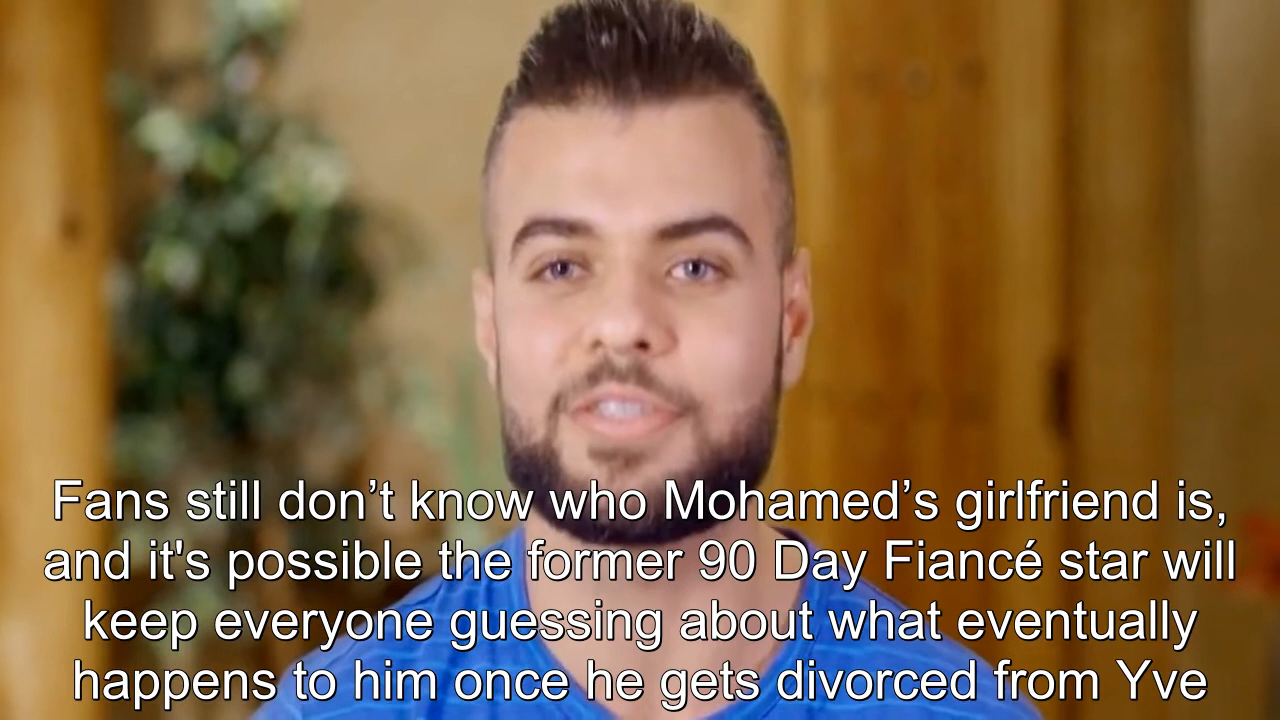 Fans still don’t know who Mohamed’s girlfriend is,
and it's possible the former 90 Day Fiancé star will
keep everyone guessing about what eventually
happens to him once he gets divorced from Yve